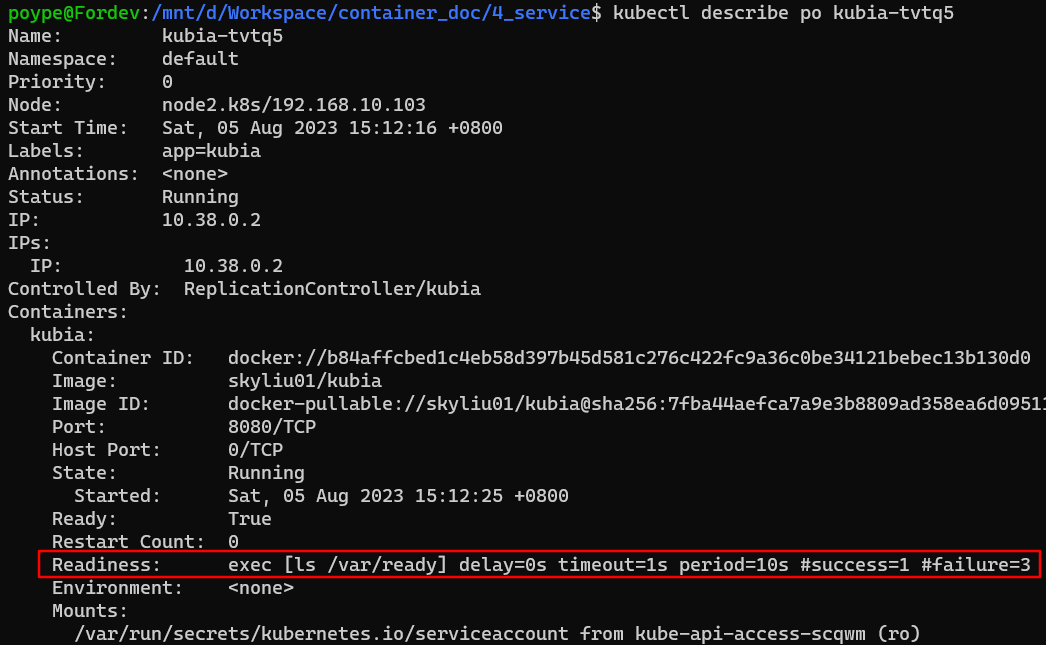 poype@Fordev:/mnt/d/Workspace/container_doc/4_service$ kubectl describe po kubia-tvtq5
Name:         kubia-tvtq5
Namespace:    default
Priority:     0
Node:         node2.k8s/192.168.10.103
Start Time:   Sat, 05 Aug 2023 15:12:16 +0800
Labels:       app=kubia
Annotations:  <none>
Status:       Running
IP:           10.38.0.2
IPs:
  IP:           10.38.0.2
Controlled By:  ReplicationController/kubia
Containers:
  kubia:
    Container ID:   docker://b84affcbed1c4eb58d397b45d581c276c422fc9a36c0be34121bebec13b130d0
    Image:          skyliu01/kubia
    Image ID:       docker-pullable://skyliu01/kubia@sha256:7fba44aefca7a9e3b8809ad358ea6d09511
    Port:           8080/TCP
    Host Port:      0/TCP
    State:          Running
      Started:      Sat, 05 Aug 2023 15:12:25 +0800
    Ready:          True
    Restart Count:  0
    Readiness:      exec [ls /var/ready] delay=0s timeout=1s period=10s #success=1 #failure=3
    Environment:    <none>
    Mounts:
      /var/run/secrets/kubernetes.io/serviceaccount from kube-api-access-scqwm (ro)